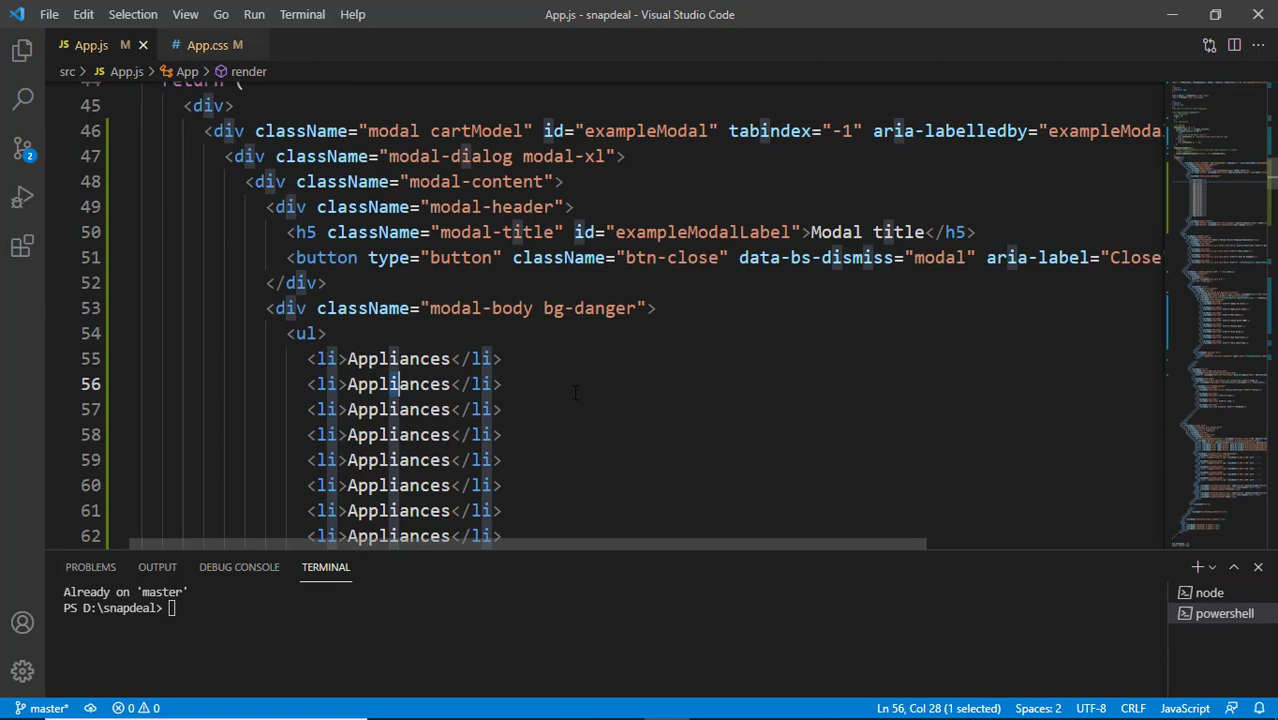 File Edit Selection View Go Run Terminal Help App.js - snapdeal - Visual Studio Code
JS App.js M # App.css M
src > JS App.js > App > render
44 return (
45 <div>
46 <div className="modal cartModel" id="exampleModal" tabindex="-1" aria-labelledby="exampleModa
47 <div className="modal-dialog modal-xl">
48 <div className="modal-content">
49 <div className="modal-header">
50 <h5 className="modal-title" id="exampleModalLabel">Modal title</h5>
51 <button type="button" className="btn-close" data-bs-dismiss="modal" aria-label="Close
52 </div>
53 <div className="modal-body bg-danger">
54 <ul>
55 <li>Appliances</li>
56 <li>Appliances</li>
57 <li>Appliances</li>
58 <li>Appliances</li>
59 <li>Appliances</li>
60 <li>Appliances</li>
61 <li>Appliances</li>
62 <li>Appliances</li>
2
PROBLEMS OUTPUT DEBUG CONSOLE TERMINAL
Already on 'master'
PS D:\snapdeal>
node
powershell
master* 0 0 Ln 56, Col 28 (1 selected) Spaces: 2 UTF-8 CRLF JavaScript